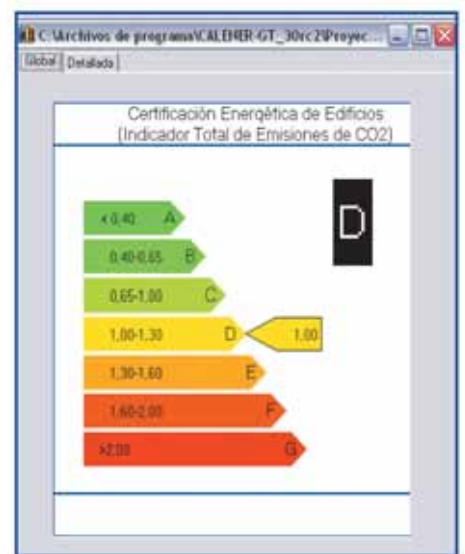 C:\Archivos de programa\CALENER-GT_30rc2\Proyec...
Global Detallada
Certificación Energética de Edificios
(Indicador Total de Emisiones de CO2)
D
< 0,40 A
0,40-0,65 B
0,65-1,00 C
1,00-1,30 D 1,00
1,30-1,60 E
1,60-2,00 F
>2,00 G